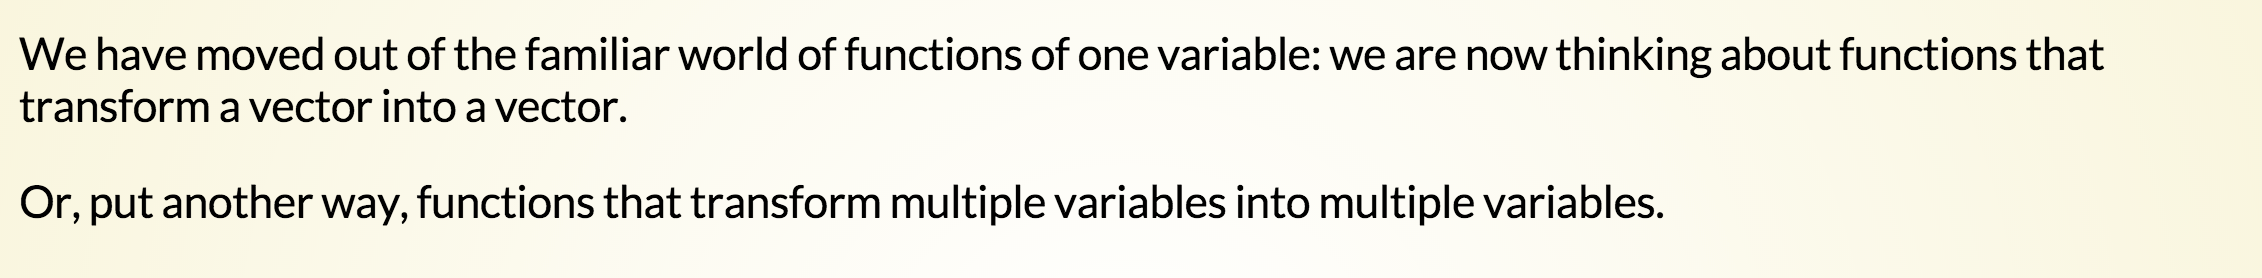 We have moved out of the familiar world of functions of one variable: we are now thinking about functions that
transform a vector into a vector.
Or, put another way, functions that transform multiple variables into multiple variables.